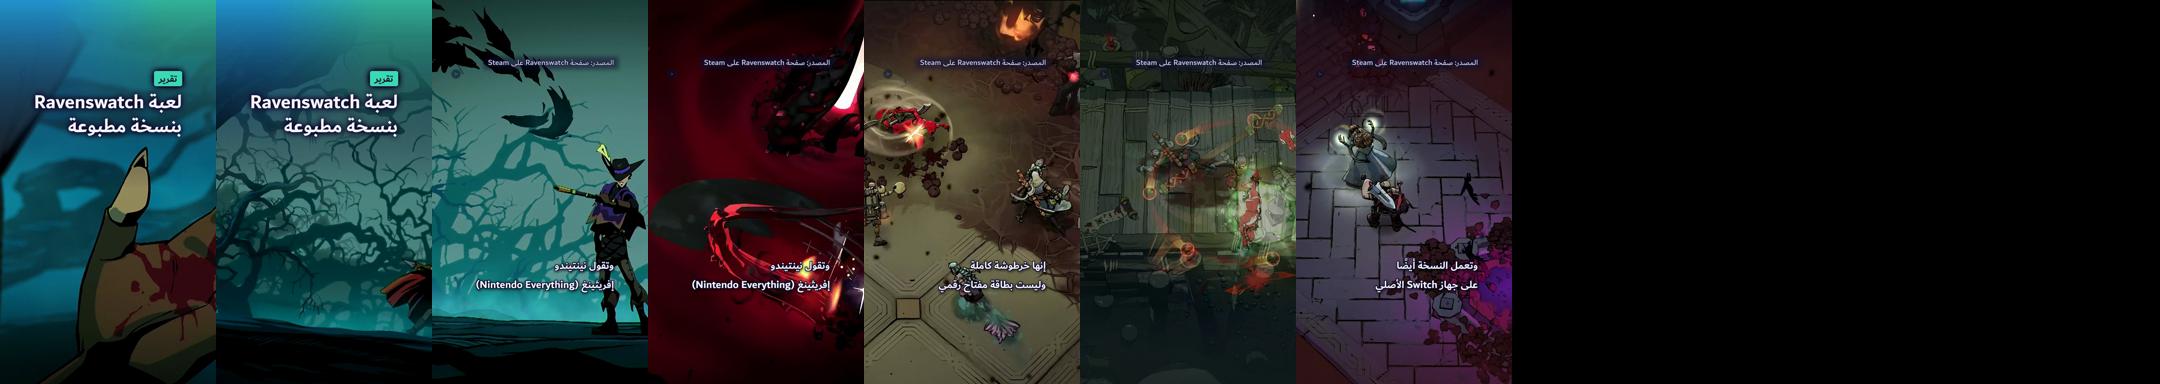 تقرير
لعبة Ravenswatch
بنسخة مطبوعة
تقرير
لعبة Ravenswatch
بنسخة مطبوعة
المصدر: صفحة Ravenswatch على Steam
وتقول نينتيندو
إفريثينغ (Nintendo Everything)
المصدر: صفحة Ravenswatch على Steam
وتقول نينتيندو
إفريثينغ (Nintendo Everything)
المصدر: صفحة Ravenswatch على Steam
إنها خرطوشة كاملة
وليست بطاقة مفتاح رقمي
المصدر: صفحة Ravenswatch على Steam
المصدر: صفحة Ravenswatch على Steam
وتعمل النسخة أيضًا
على جهاز Switch الأصلي